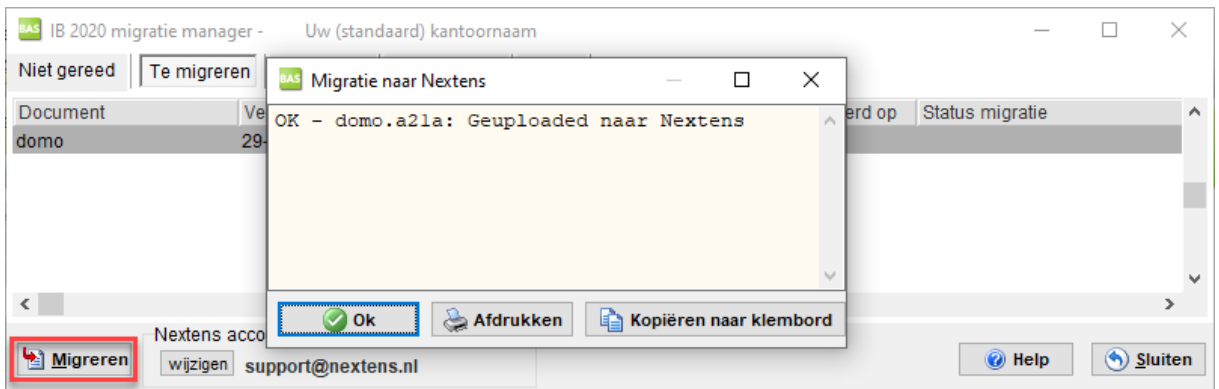 BAS IB 2020 migratie manager - Uw (standaard) kantoornaam
Niet gereed Te migreren
BAS Migratie naar Nextens
Document Ve erd op Status migratie
OK - domo.a21a: Geuploaded naar Nextens
domo 29-
Ok Afdrukken Kopiëren naar klembord
Nextens acco
Migreren wijzigen support@nextens.nl Help Sluiten